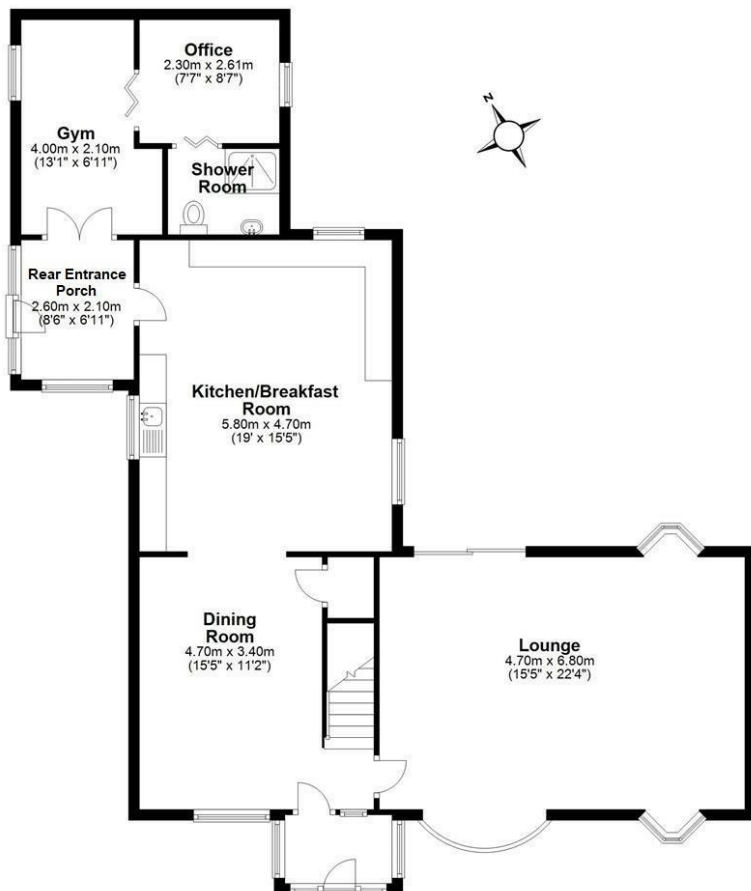 Office
2.30m x 2.61m
(7'7" x 8'7")
Gym
4.00m x 2.10m
(13'1" x 6'11")
Shower
Room
N
Rear Entrance
Porch
2.60m x 2.10m
(8'6" x 6'11")
Kitchen/Breakfast
Room
5.80m x 4.70m
(19' x 15'5")
Dining
Room
4.70m x 3.40m
(15'5" x 11'2")
Lounge
4.70m x 6.80m
(15'5" x 22'4")